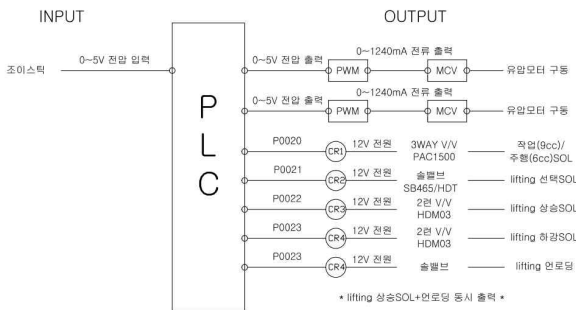 INPUT
OUTPUT
조이스틱
0~5V 전압 입력
PLC
0~5V 전압 출력
0~1240mA 전류 출력
PWM
MCV
유압모터 구동
0~5V 전압 출력
0~1240mA 전류 출력
PWM
MCV
유압모터 구동
P0020
CR1
12V 전원
3WAY V/V
PAC1500
작업(9cc)/
주행(6cc)SOL
P0021
CR2
12V 전원
솔밸브
SB465/HDT
lifting 선택SOL
P0022
CR3
12V 전원
2련 V/V
HDM03
lifting 상승SOL
P0023
CR4
12V 전원
2련 V/V
HDM03
lifting 하강SOL
P0023
CR4
12V 전원
솔밸브
lifting 언로딩
* lifting 상승SOL+언로딩 동시 출력 *